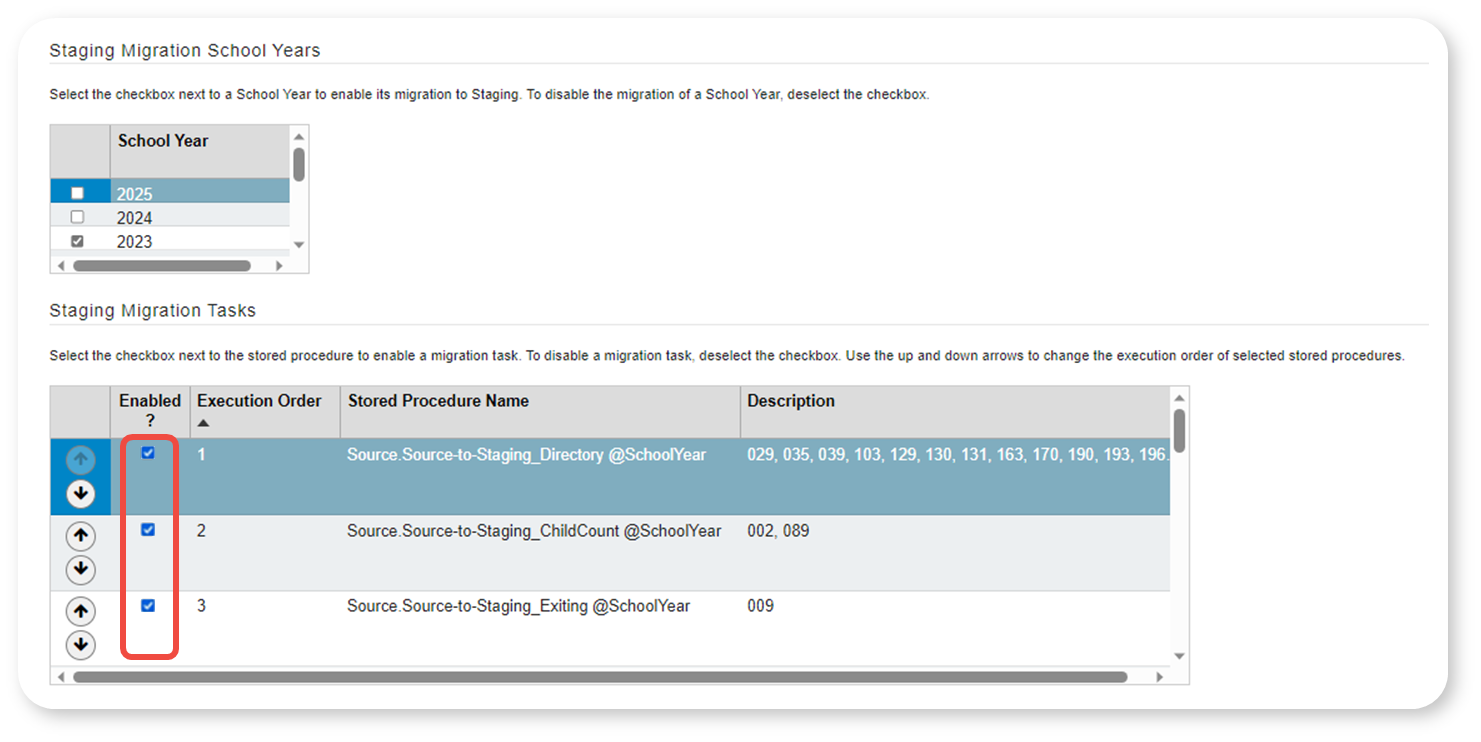 Staging Migration School Years
Select the checkbox next to a School Year to enable its migration to Staging. To disable the migration of a School Year, deselect the checkbox.
School Year
2025
2024
2023
Staging Migration Tasks
Select the checkbox next to the stored procedure to enable a migration task. To disable a migration task, deselect the checkbox. Use the up and down arrows to change the execution order of selected stored procedures.
Enabled ? Execution Order Stored Procedure Name Description
1 Source.Source-to-Staging_Directory @SchoolYear 029, 035, 039, 103, 129, 130, 131, 163, 170, 190, 193, 196.
2 Source.Source-to-Staging_ChildCount @SchoolYear 002, 089
3 Source.Source-to-Staging_Exiting @SchoolYear 009